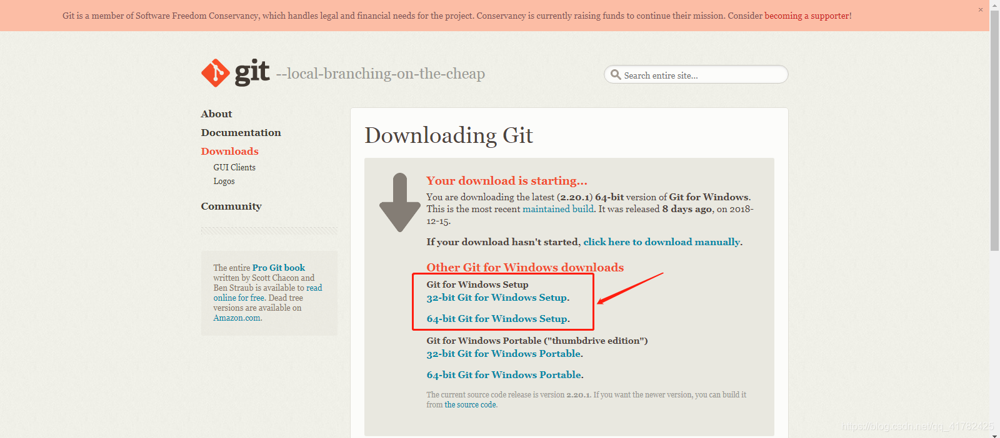 Git is a member of Software Freedom Conservancy, which handles legal and financial needs for the project. Conservancy is currently raising funds to continue their mission. Consider becoming a supporter!
×
git --local-branching-on-the-cheap
Search entire site...
About
Documentation
Downloads
GUI Clients
Logos
Community
The entire Pro Git book
written by Scott Chacon and
Ben Straub is available to read
online for free. Dead tree
versions are available on
Amazon.com.
Downloading Git
Your download is starting...
You are downloading the latest (2.20.1) 64-bit version of Git for Windows.
This is the most recent maintained build. It was released 8 days ago, on 2018-
12-15.
If your download hasn't started, click here to download manually.
Other Git for Windows downloads
Git for Windows Setup
32-bit Git for Windows Setup.
64-bit Git for Windows Setup.
Git for Windows Portable ("thumbdrive edition")
32-bit Git for Windows Portable.
64-bit Git for Windows Portable.
The current source code release is version 2.20.1. If you want the newer version, you can build it
from the source code.
https://blog.csdn.net/qq_41782425